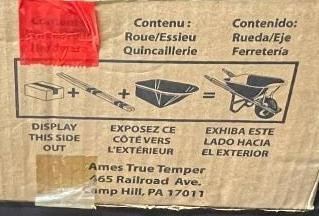 Contents:
Contenu :
Roue/Essieu
Quincaillerie
Contenido:
Rueda/Eje
Ferretería
+ + =
DISPLAY
THIS SIDE
OUT
EXPOSEZ CE
CÔTÉ VERS
L'EXTÉRIEUR
EXHIBA ESTE
LADO HACIA
EL EXTERIOR
Ames True Temper
465 Railroad Ave.
Camp Hill, PA 17011